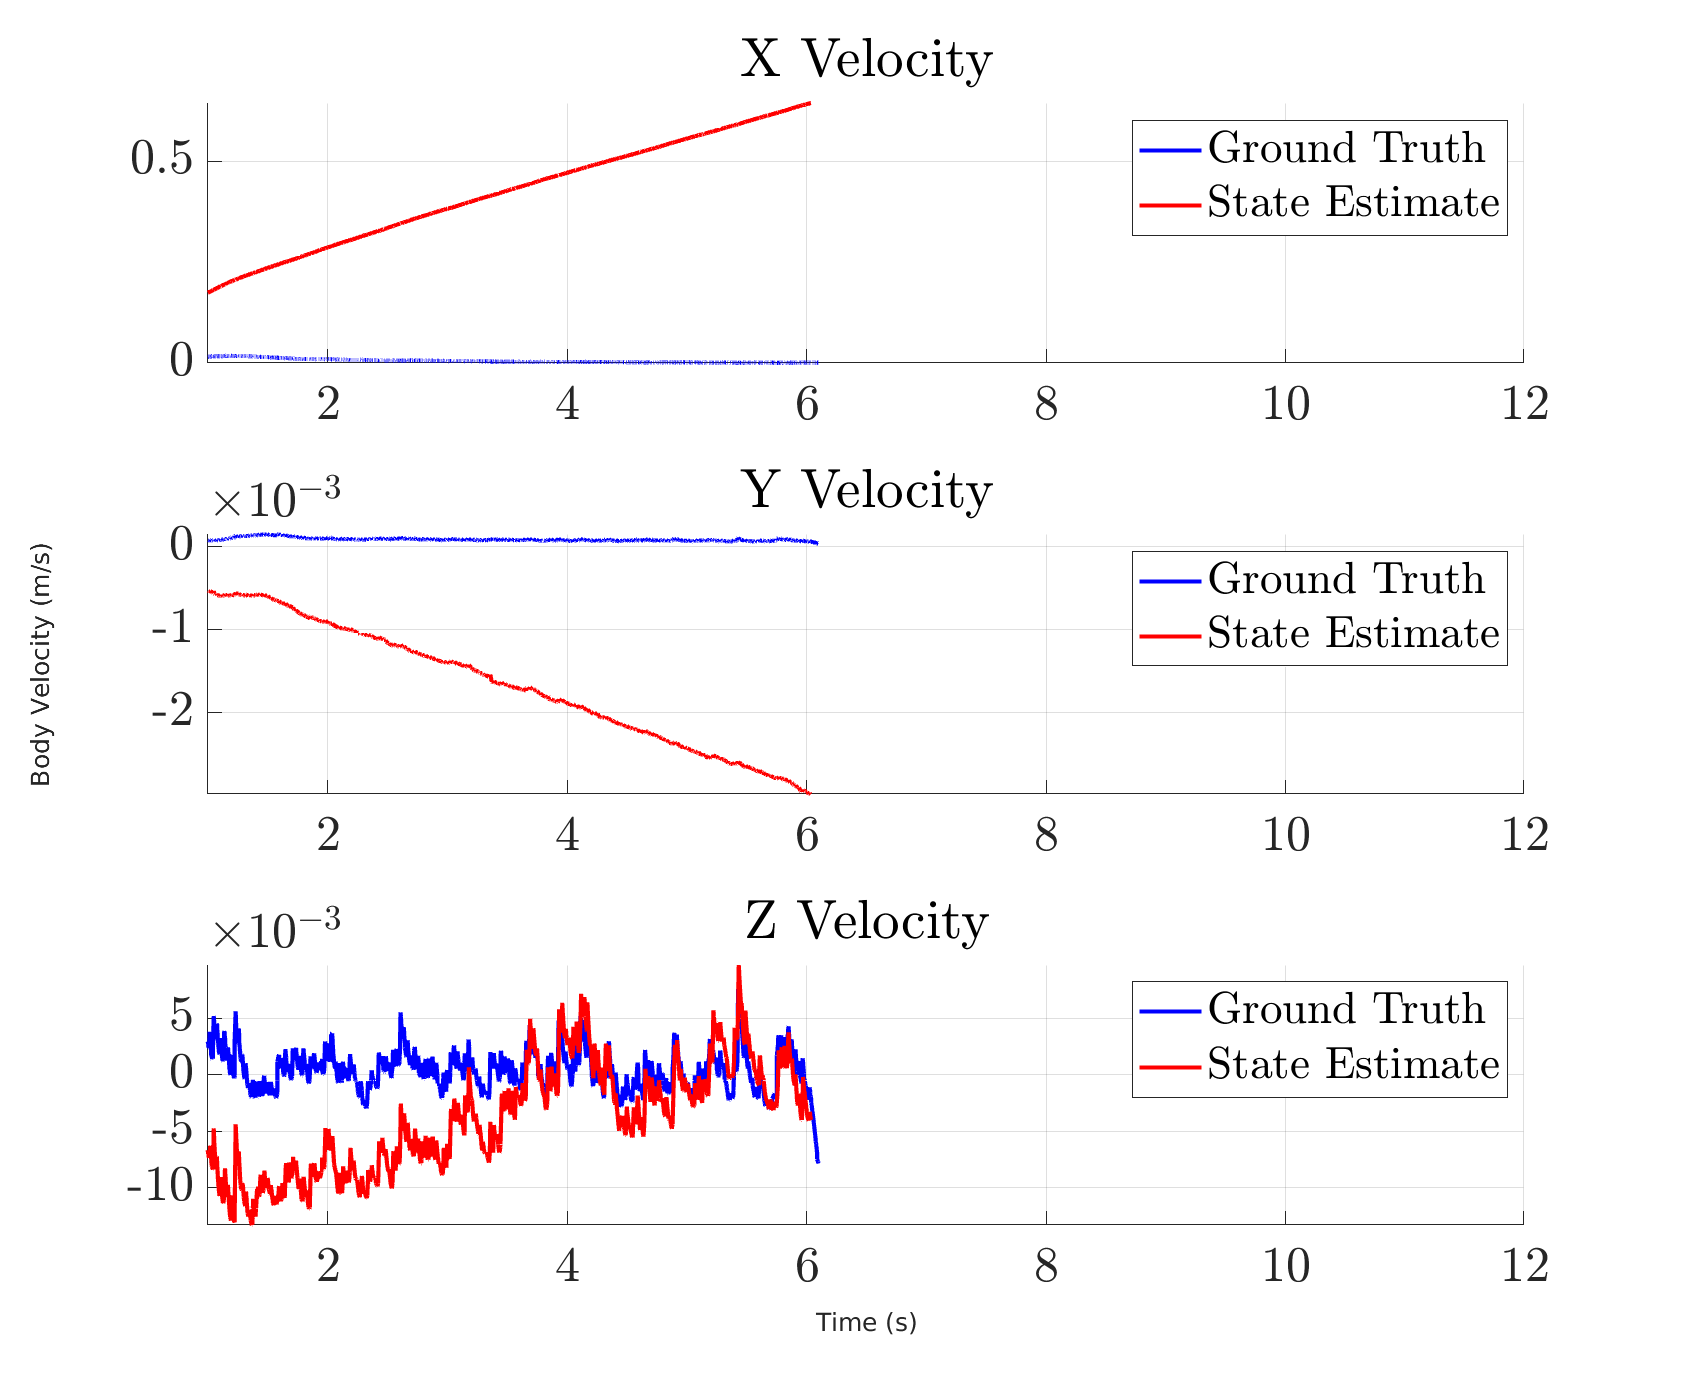 X Velocity
0.5
0
Ground Truth
State Estimate
2 4 6 8 10 12
Y Velocity
×10⁻³
0
-1
-2
Ground Truth
State Estimate
2 4 6 8 10 12
Body Velocity (m/s)
Z Velocity
×10⁻³
5
0
-5
-10
Ground Truth
State Estimate
2 4 6 8 10 12
Time (s)